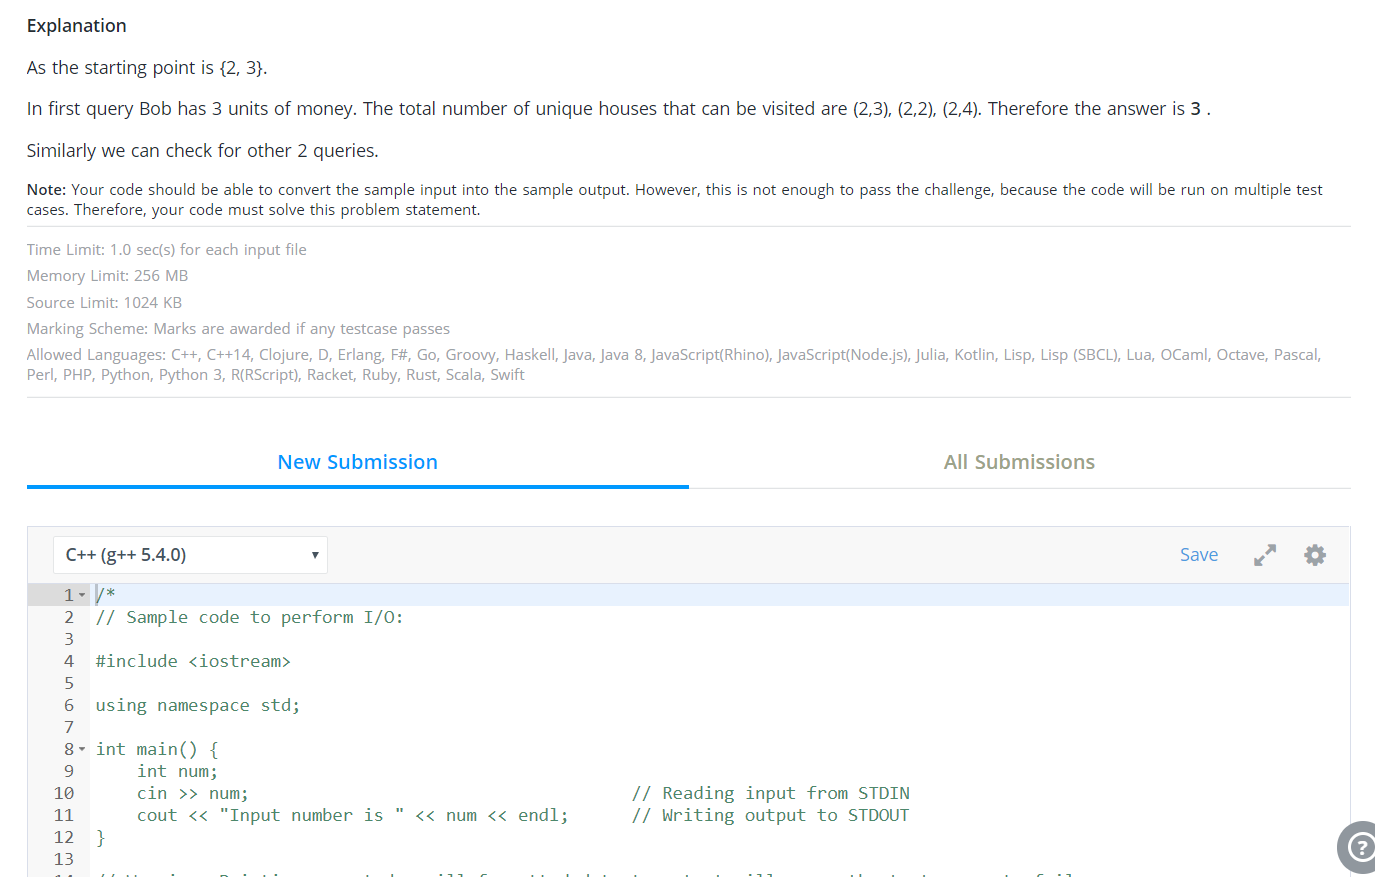 Explanation
As the starting point is {2, 3}.
In first query Bob has 3 units of money. The total number of unique houses that can be visited are (2,3), (2,2), (2,4). Therefore the answer is 3 .
Similarly we can check for other 2 queries.
Note: Your code should be able to convert the sample input into the sample output. However, this is not enough to pass the challenge, because the code will be run on multiple test
cases. Therefore, your code must solve this problem statement.
Time Limit: 1.0 sec(s) for each input file
Memory Limit: 256 MB
Source Limit: 1024 KB
Marking Scheme: Marks are awarded if any testcase passes
Allowed Languages: C++, C++14, Clojure, D, Erlang, F#, Go, Groovy, Haskell, Java, Java 8, JavaScript(Rhino), JavaScript(Node.js), Julia, Kotlin, Lisp, Lisp (SBCL), Lua, OCaml, Octave, Pascal,
Perl, PHP, Python, Python 3, R(RScript), Racket, Ruby, Rust, Scala, Swift
New Submission All Submissions
C++ (g++ 5.4.0) Save
1 /*
2 // Sample code to perform I/O:
3
4 #include <iostream>
5
6 using namespace std;
7
8 int main() {
9 int num;
10 cin >> num; // Reading input from STDIN
11 cout << "Input number is " << num << endl; // Writing output to STDOUT
12 }
13
?